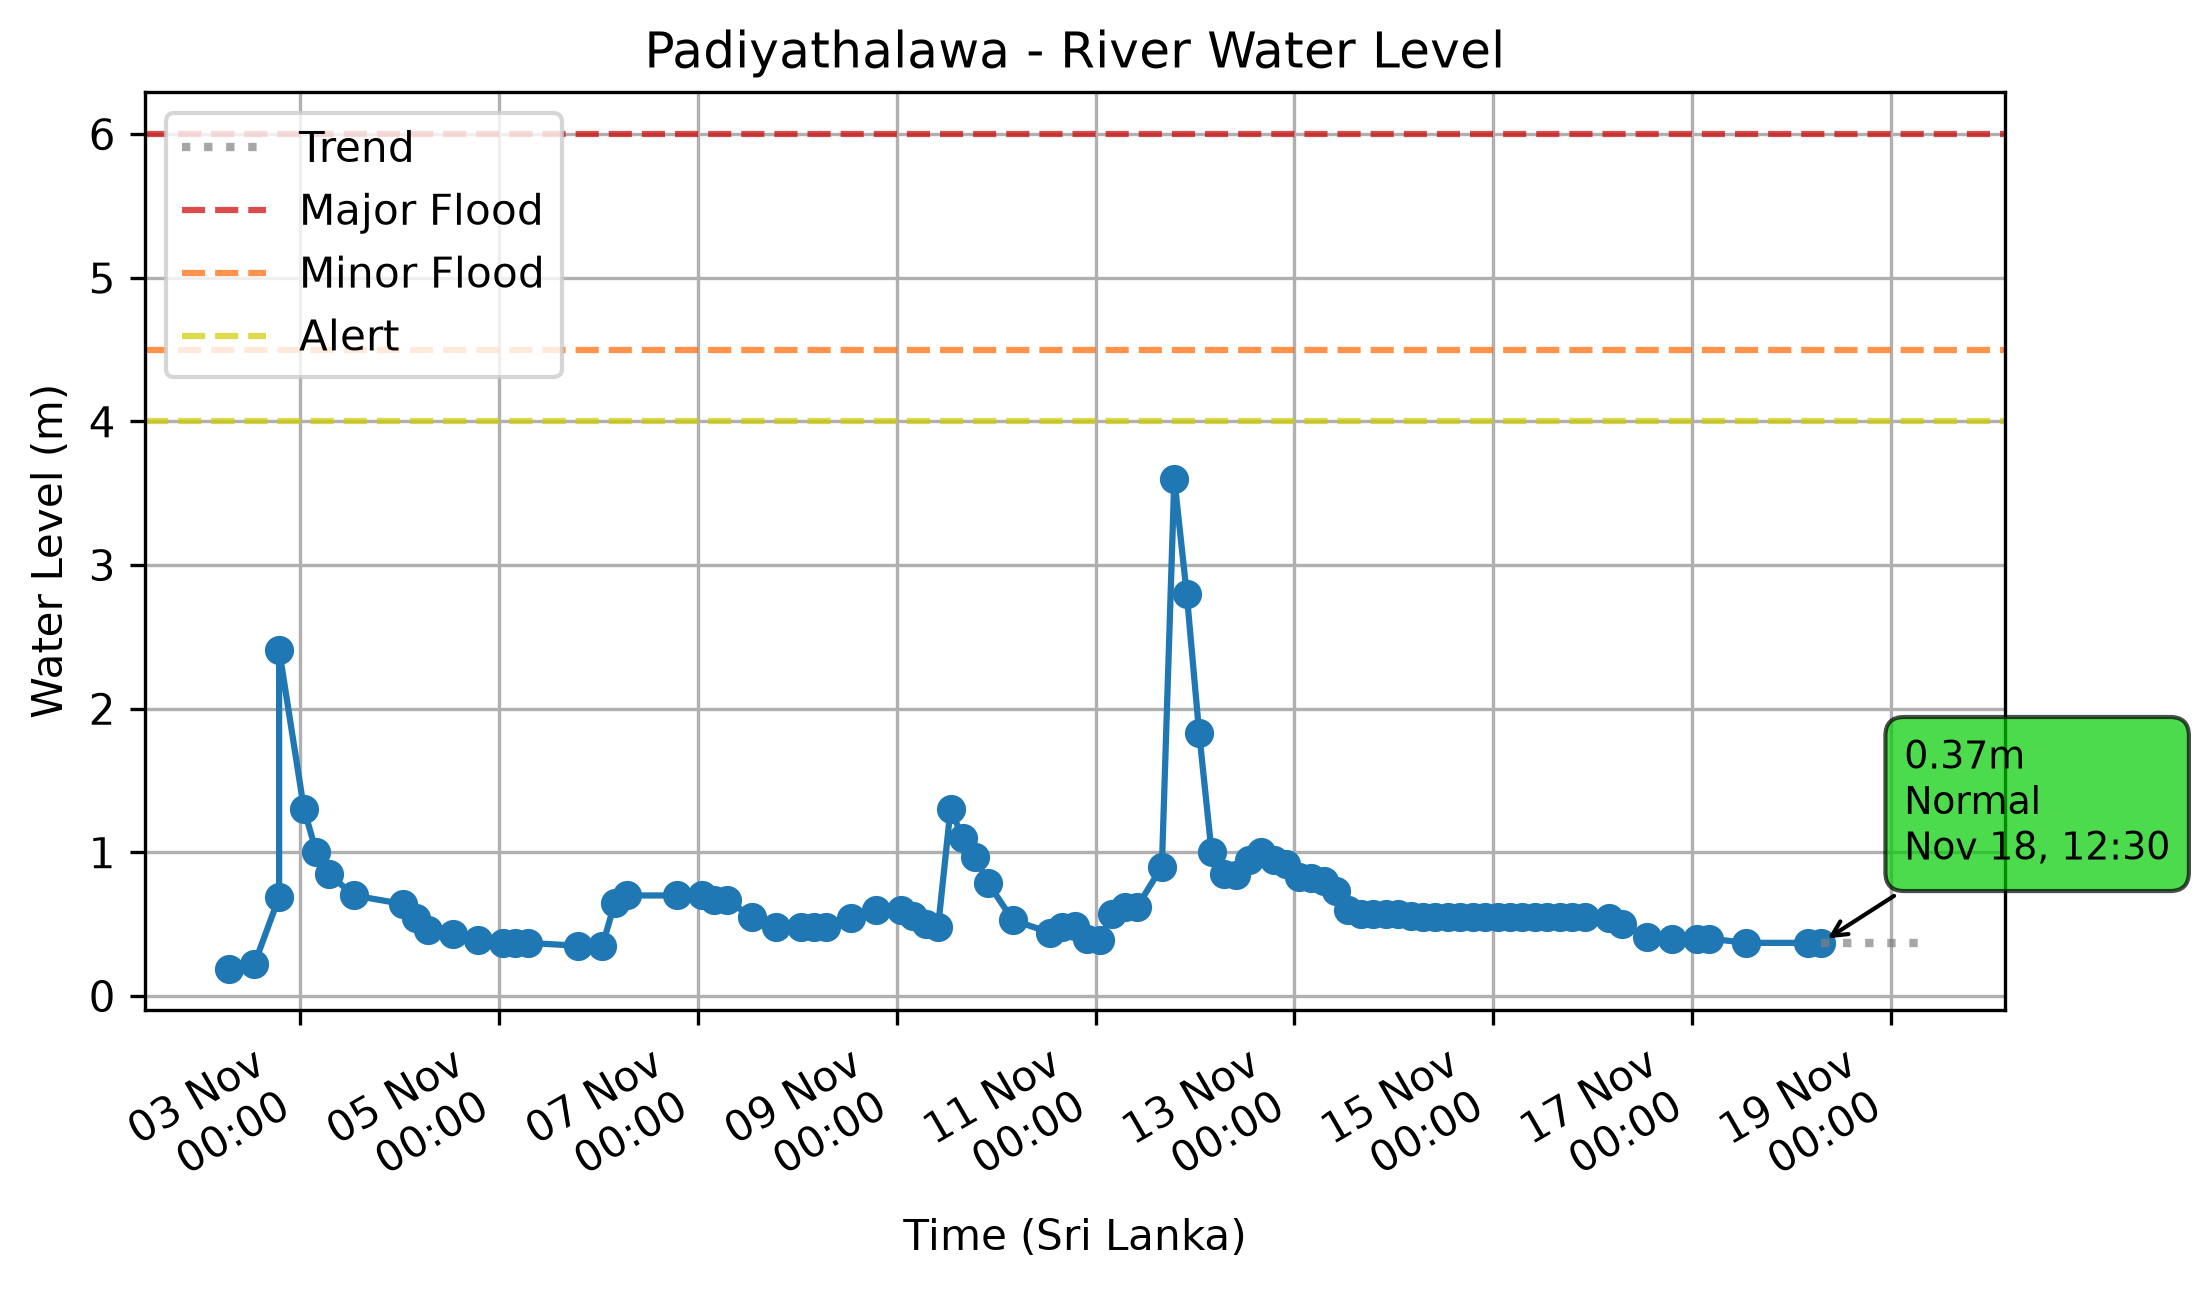 Padiyathalawa - River Water Level
Trend
Major Flood
Minor Flood
Alert
Water Level (m)
6
5
4
3
2
1
0
0.37m
Normal
Nov 18, 12:30
03 Nov
00:00
05 Nov
00:00
07 Nov
00:00
09 Nov
00:00
11 Nov
00:00
13 Nov
00:00
15 Nov
00:00
17 Nov
00:00
19 Nov
00:00
Time (Sri Lanka)